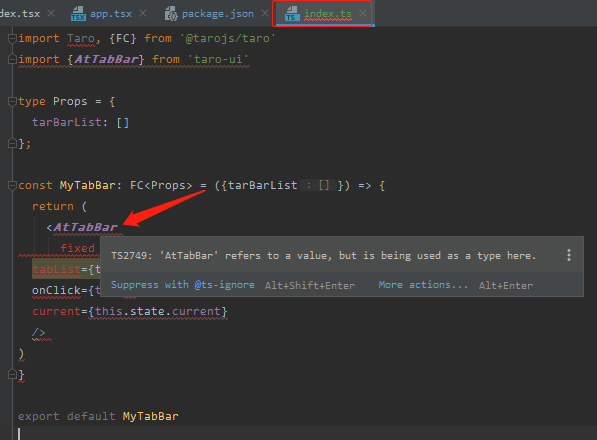 dex.tsx
app.tsx
package.json
index.ts
import Taro, {FC} from '@tarojs/taro'
import {AtTabBar} from 'taro-ui'
type Props = {
tarBarList: []
};
const MyTabBar: FC<Props> = ({tarBarList : [] }) => {
return (
<AtTabBar
fixed
TS2749: 'AtTabBar' refers to a value, but is being used as a type here.
tabList={t
Suppress with @ts-ignore Alt+Shift+Enter More actions... Alt+Enter
onClick={t
current={this.state.current}
/>
)
}
export default MyTabBar